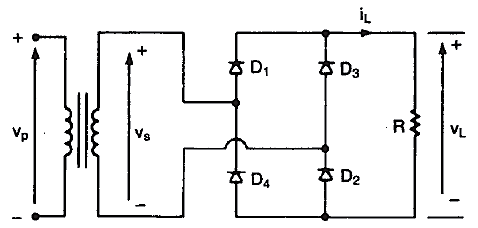 iL
+ + D1 D3 +
vp vs R vL
D4 D2
− − −